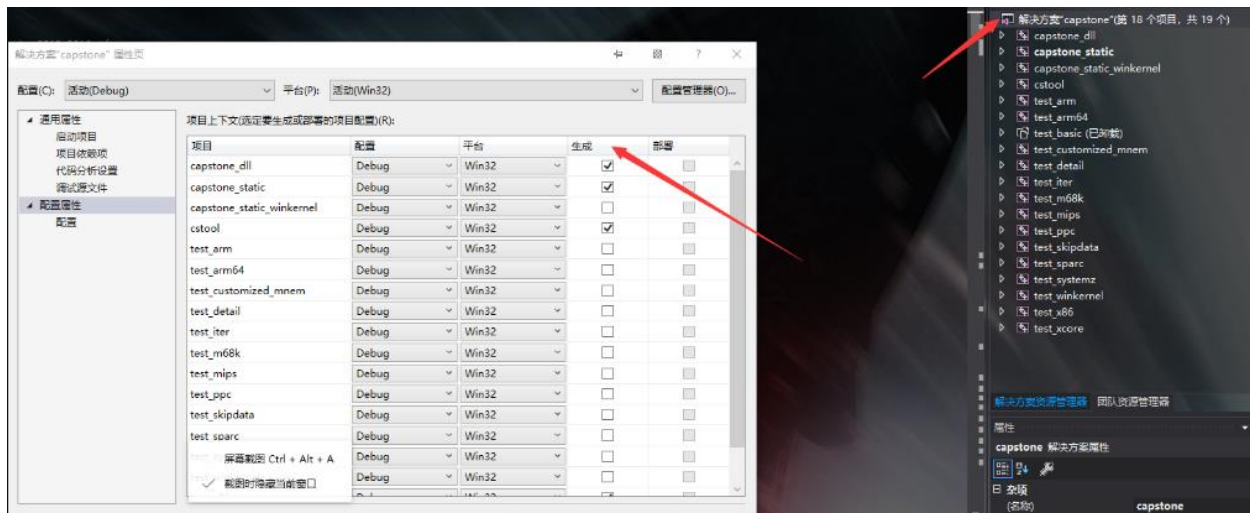 解决方案"capstone" 属性页
配置(C): 活动(Debug) 平台(P): 活动(Win32) 配置管理器(O)...
通用属性
启动项目
项目依赖项
代码分析设置
调试源文件
配置属性
配置
项目上下文(选定要生成或部署的项目配置)(R):
项目 配置 平台 生成 部署
capstone_dll Debug Win32
capstone_static Debug Win32
capstone_static_winkernel Debug Win32
cstool Debug Win32
test_arm Debug Win32
test_arm64 Debug Win32
test_customized_mnem Debug Win32
test_detail Debug Win32
test_iter Debug Win32
test_m68k Debug Win32
test_mips Debug Win32
test_ppc Debug Win32
test_skipdata Debug Win32
test_sparc Debug Win32
Debug Win32
Debug Win32
屏幕截图 Ctrl + Alt + A
截图时隐藏当前窗口
解决方案"capstone"(第 18 个项目，共 19 个)
capstone_dll
capstone_static
capstone_static_winkernel
cstool
test_arm
test_arm64
test_basic (已卸载)
test_customized_mnem
test_detail
test_iter
test_m68k
test_mips
test_ppc
test_skipdata
test_sparc
test_systemz
test_winkernel
test_x86
test_xcore
解决方案资源管理器 团队资源管理器
属性
capstone 解决方案属性
杂项
(名称) capstone